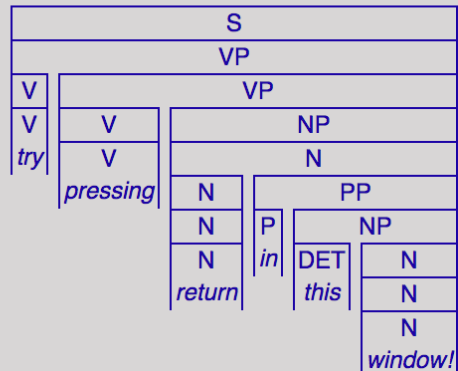 S
VP
V VP
V V NP
try V N
pressing N PP
N P NP
N in DET N
return this N
N
window!